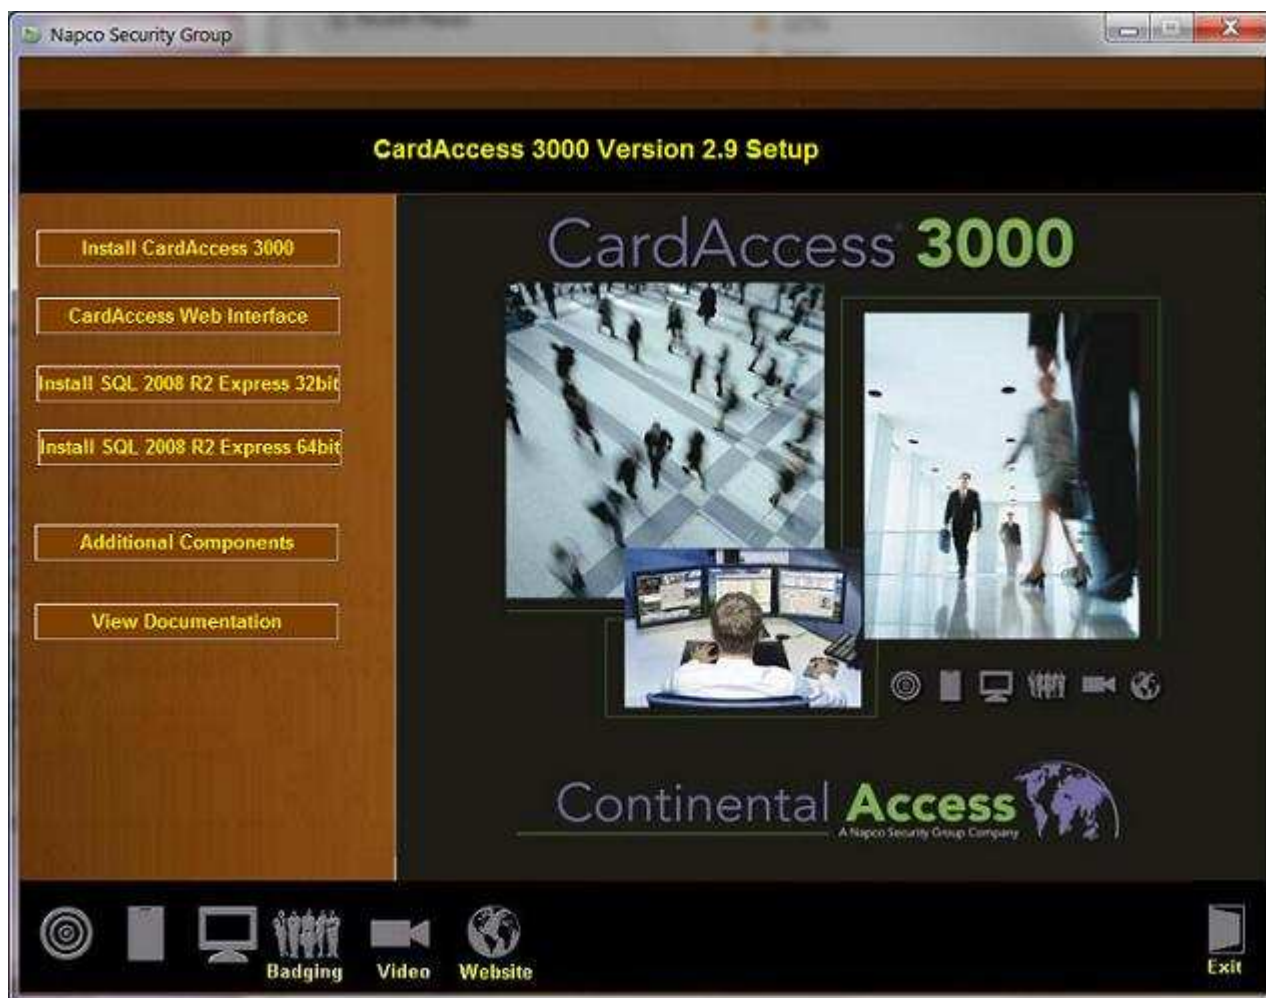 Napco Security Group
CardAccess 3000 Version 2.9 Setup
Install CardAccess 3000
CardAccess Web Interface
Install SQL 2008 R2 Express 32bit
Install SQL 2008 R2 Express 64bit
Additional Components
View Documentation
CardAccess 3000
Continental Access
A Napco Security Group Company
Badging
Video
Website
Exit